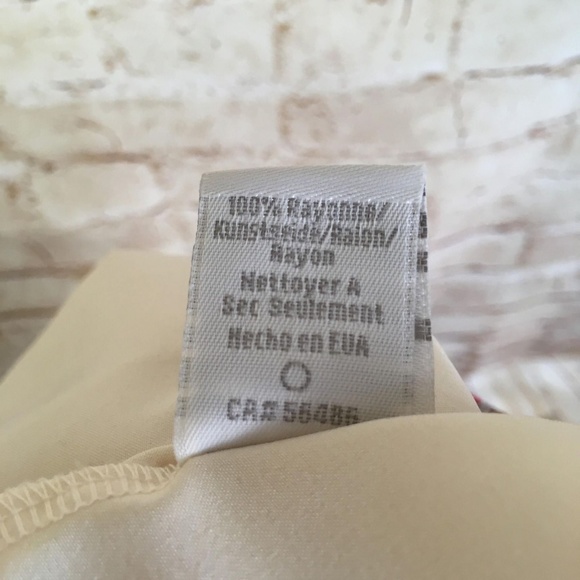 100% Rayonne/
Kunstseide/Raion/
Rayon
Nettoyer A
Sec Seulement
Hecho en EUA
CA# 56486